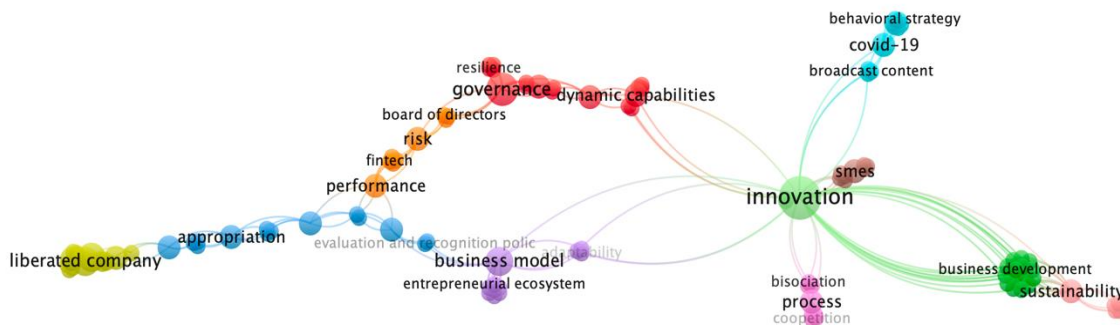 behavioral strategy
covid-19
broadcast content
resilience
governance
dynamic capabilities
board of directors
risk
fintech
performance
smes
innovation
appropriation
evaluation and recognition polic
adaptability
liberated company
business model
entrepreneurial ecosystem
business development
sustainability
bisociation
process
coopetition